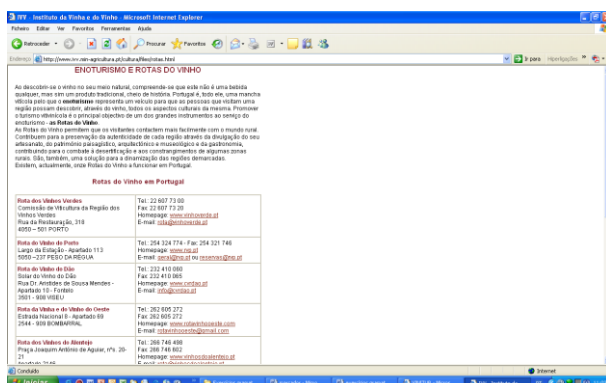 IVV - Instituto da Vinha e do Vinho - Microsoft Internet Explorer
Ficheiro Editar Ver Favoritos Ferramentas Ajuda
Retroceder Procurar Favoritos
Endereço http://www.ivv.min-agricultura.pt/cultura/files/rotas.html Ir para Hiperligações
ENOTURISMO E ROTAS DO VINHO
Ao descobrir-se o vinho no seu meio natural, compreende-se que este não é uma bebida
qualquer, mas sim um produto tradicional, cheio de história. Portugal é, todo ele, uma mancha
vitícola pelo que o enoturismo representa um veículo para que as pessoas que visitam uma
região possam descobrir, através do vinho, todos os aspectos culturais da mesma. Promover
o turismo vitivinícola é o principal objectivo de um dos grandes instrumentos ao serviço do
enoturismo - as Rotas do Vinho.
As Rotas do Vinho permitem que os visitantes contactem mais facilmente com o mundo rural.
Contribuem para a preservação da autenticidade de cada região através da divulgação do seu
artesanato, do património paisagístico, arquitectónico e museológico e da gastronomia,
contribuindo para o combate à desertificação e aos constrangimentos de algumas zonas
rurais. São, também, uma solução para a dinamização das regiões demarcadas.
Existem, actualmente, onze Rotas do Vinho a funcionar em Portugal.
Rotas do Vinho em Portugal
Rota dos Vinhos Verdes
Comissão de Viticultura da Região dos
Vinhos Verdes
Rua da Restauração, 318
4050 – 501 PORTO
Tel.: 22 607 73 00
Fax: 22 607 73 20
Homepage: www.vinhoverde.pt
E-mail: rota@vinhoverde.pt
Rota do Vinho do Porto
Largo da Estação - Apartado 113
5050 –237 PESO DA RÉGUA
Tel.: 254 324 774 - Fax: 254 321 746
Homepage: www.rvp.pt
E-mail: geral@rvp.pt ou reservas@rvp.pt
Rota do Vinho do Dão
Solar do Vinho do Dão
Rua Dr. Aristides de Sousa Mendes -
Apartado 10 - Fontelo
3501 - 908 VISEU
Tel.: 232 410 060
Fax: 232 410 065
Homepage: www.cvrdao.pt
E-mail: info@cvrdao.pt
Rota da Vinha e do Vinho do Oeste
Estrada Nacional 8 - Apartado 69
2544 - 909 BOMBARRAL
Tel.: 262 605 272
Fax: 262 605 272
Homepage: www.rotavinhooeste.com
E-mail: rotavinhooeste@gmail.com
Rota dos Vinhos do Alentejo
Praça Joaquim António de Aguiar, nºs. 20-
21
Tel.: 266 746 498
Fax: 266 746 602
Homepage: www.vinhosdoalentejo.pt
Concluído Internet
Iniciar